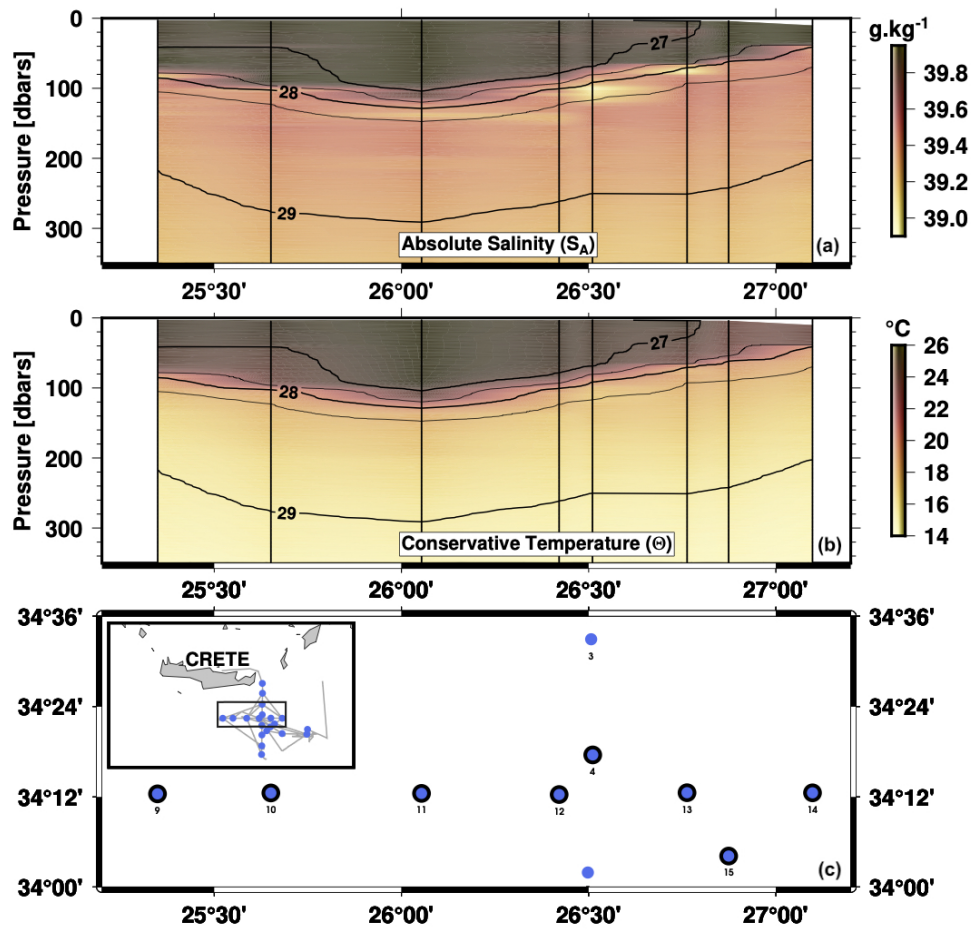 0
100
200
300
Pressure [dbars]
27
28
29
Absolute Salinity (S_A)
(a)
25°30' 26°00' 26°30' 27°00'
g.kg⁻¹
39.8
39.6
39.4
39.2
39.0
0
100
200
300
Pressure [dbars]
27
28
29
Conservative Temperature (Θ)
(b)
25°30' 26°00' 26°30' 27°00'
°C
26
24
22
20
18
16
14
34°36' 34°36'
34°24' 34°24'
34°12' 34°12'
34°00' 34°00'
CRETE
3
4
9 10 11 12 13 14
15
(c)
25°30' 26°00' 26°30' 27°00'